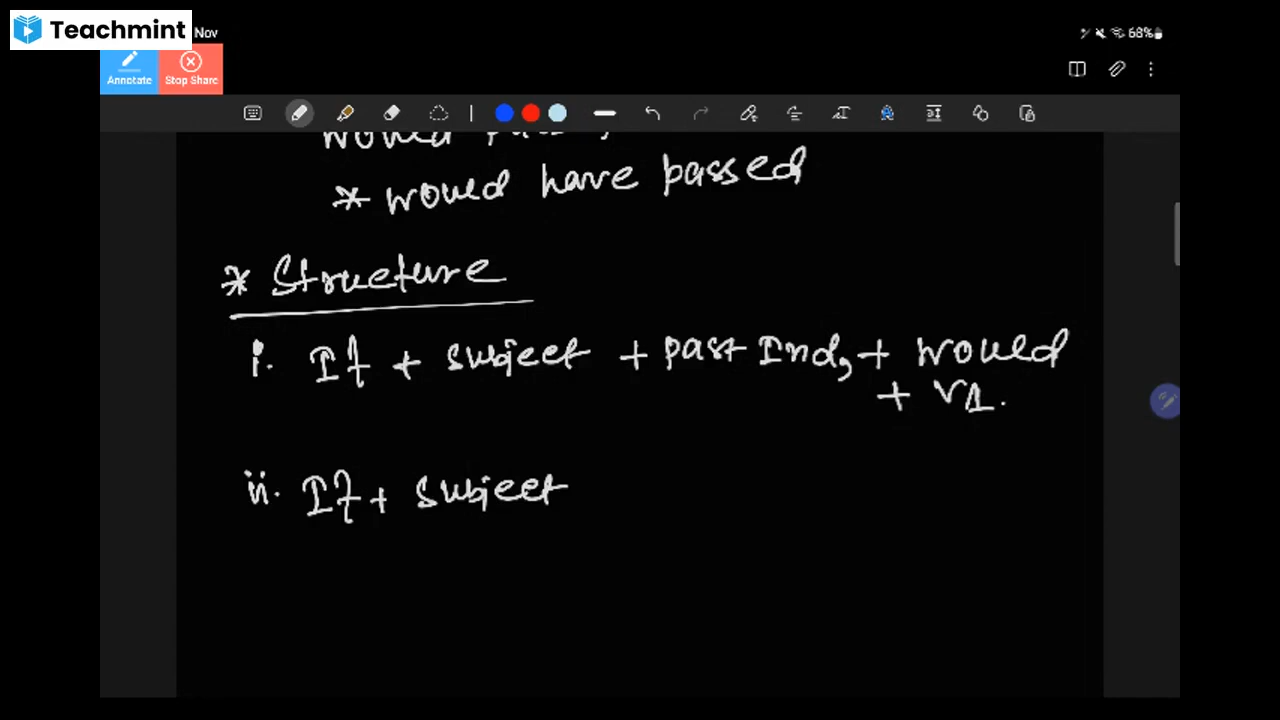 Teachmint
Nov
68%
Annotate
Stop Share
would
* would have passed
* Structure
i. If + subject + past Ind, + would
+ V1.
ii. If + subject